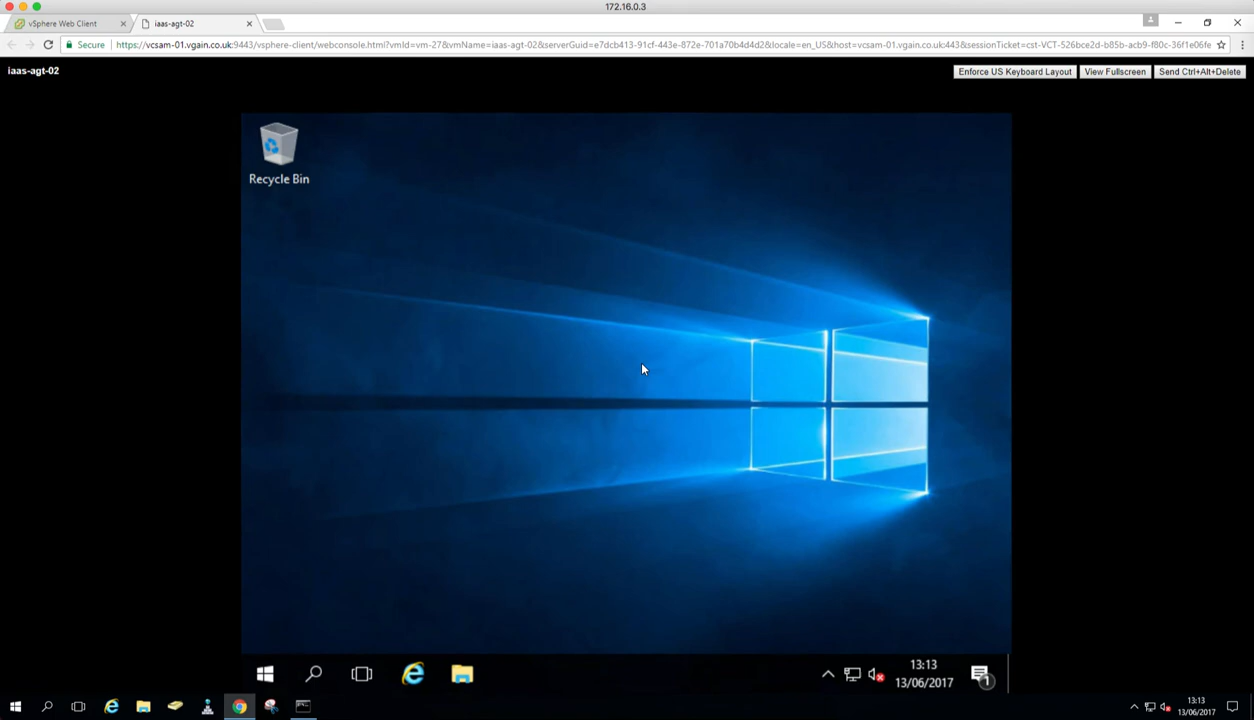 172.16.0.3
vSphere Web Client
iaas-agt-02
Secure
https://vcsam-01.vgain.co.uk:9443/vsphere-client/webconsole.html?vmId=vm-27&vmName=iaas-agt-02&serverGuid=e7dcb413-91cf-443e-872e-701a70b4d4d2&locale=en_US&host=vcsam-01.vgain.co.uk:443&sessionTicket=cst-VCT-526bce2d-b85b-acb9-f80c-36f1e06fe
iaas-agt-02
Enforce US Keyboard Layout
View Fullscreen
Send Ctrl+Alt+Delete
Recycle Bin
13:13
13/06/2017
1
13:13
13/06/2017